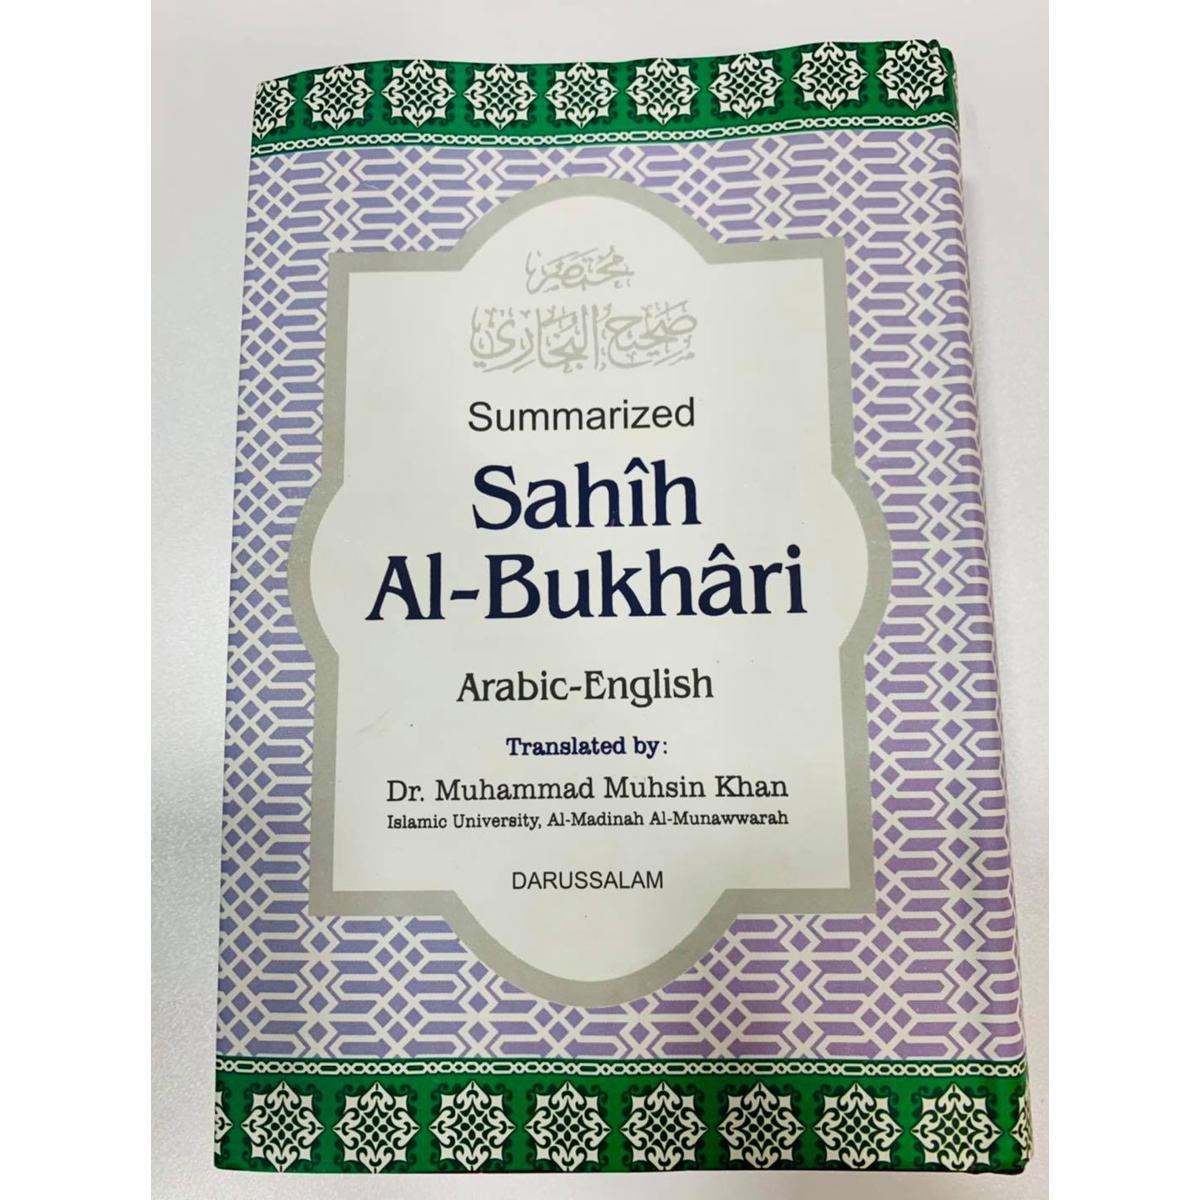 مختصر
صحيح البخاري
Summarized
Sahîh
Al-Bukhâri
Arabic-English
Translated by:
Dr. Muhammad Muhsin Khan
Islamic University, Al-Madinah Al-Munawwarah
DARUSSALAM